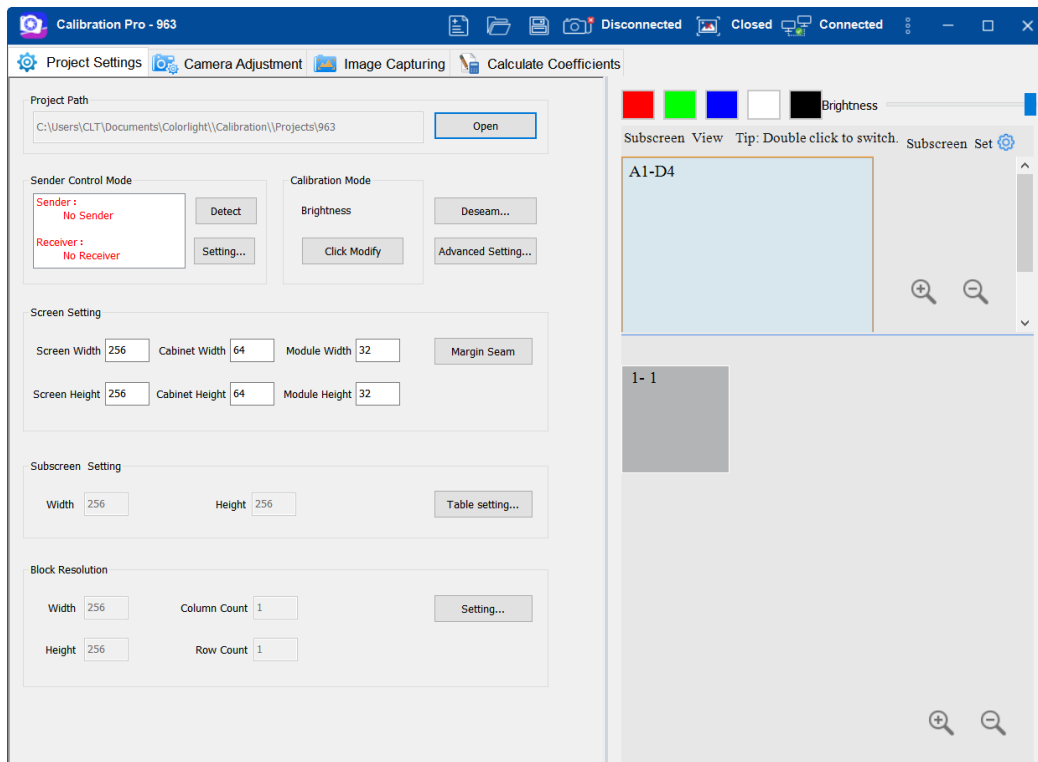 Calibration Pro - 963
Disconnected
Closed
Connected
Project Settings
Camera Adjustment
Image Capturing
Calculate Coefficients
Project Path
C:\Users\CLT\Documents\Colorlight\\Calibration\\Projects\963
Open
Brightness
Subscreen View Tip: Double click to switch.
Subscreen Set
Sender Control Mode
Sender:
No Sender
Receiver:
No Receiver
Detect
Setting...
Calibration Mode
Brightness
Click Modify
Deseam...
Advanced Setting...
A1-D4
Screen Setting
Screen Width 256
Cabinet Width 64
Module Width 32
Margin Seam
Screen Height 256
Cabinet Height 64
Module Height 32
1- 1
Subscreen Setting
Width 256
Height 256
Table setting...
Block Resolution
Width 256
Column Count 1
Setting...
Height 256
Row Count 1